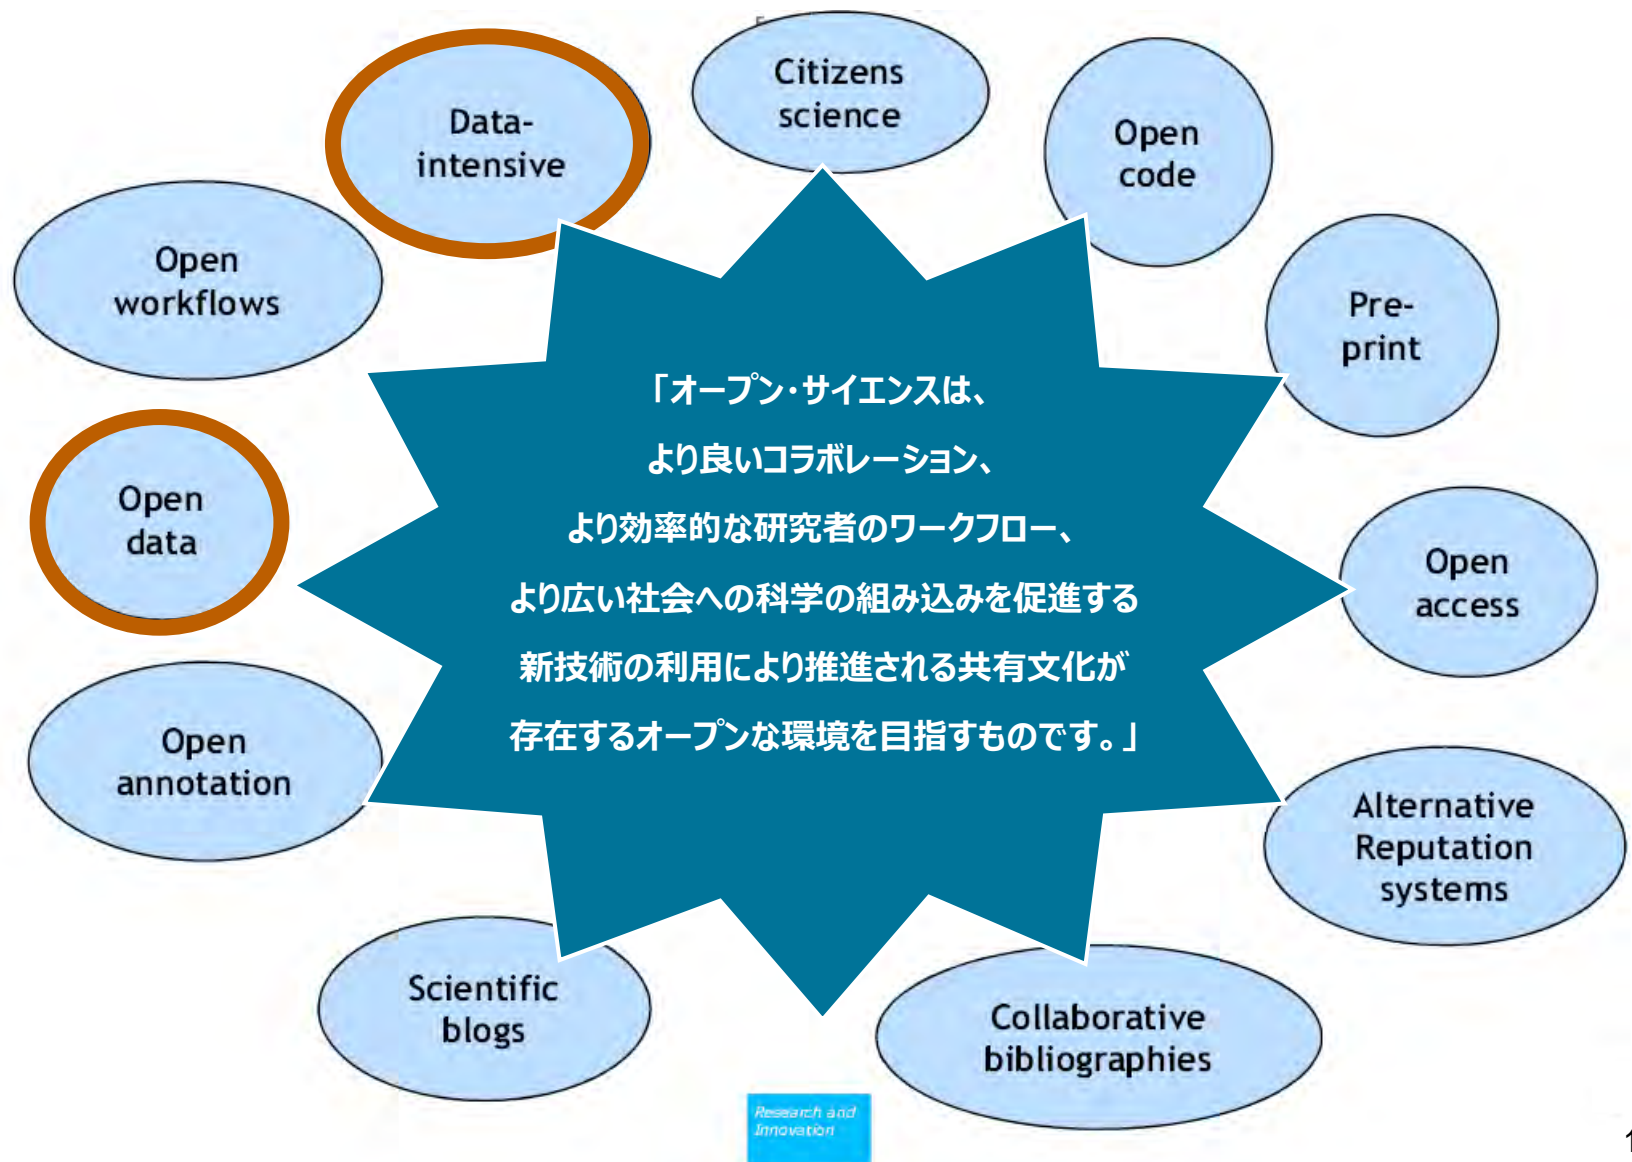 Citizens
science
Data-
intensive
Open
code
Open
workflows
Pre-
print
「オープン・サイエンスは、
より良いコラボレーション、
より効率的な研究者のワークフロー、
より広い社会への科学の組み込みを促進する
新技術の利用により推進される共有文化が
存在するオープンな環境を目指すものです。」
Open
data
Open
access
Open
annotation
Alternative
Reputation
systems
Scientific
blogs
Collaborative
bibliographies
Research and
Innovation